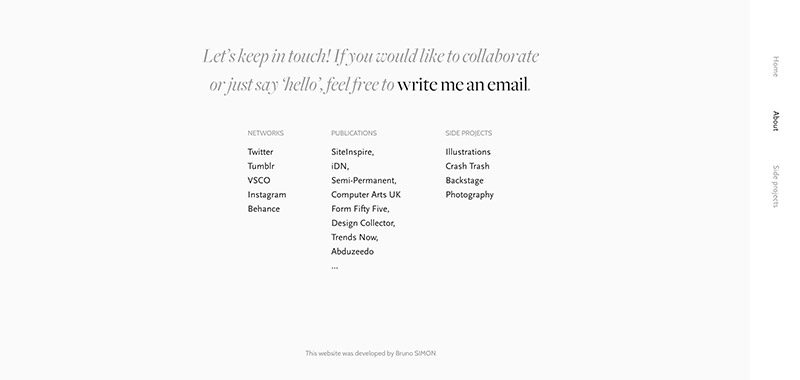 Let's keep in touch! If you would like to collaborate
or just say ‘hello’, feel free to write me an email.
NETWORKS
Twitter
Tumblr
VSCO
Instagram
Behance
PUBLICATIONS
SiteInspire,
iDN,
Semi-Permanent,
Computer Arts UK
Form Fifty Five,
Design Collector,
Trends Now,
Abduzeedo
...
SIDE PROJECTS
Illustrations
Crash Trash
Backstage
Photography
This website was developed by Bruno SIMON
Home
About
Side projects